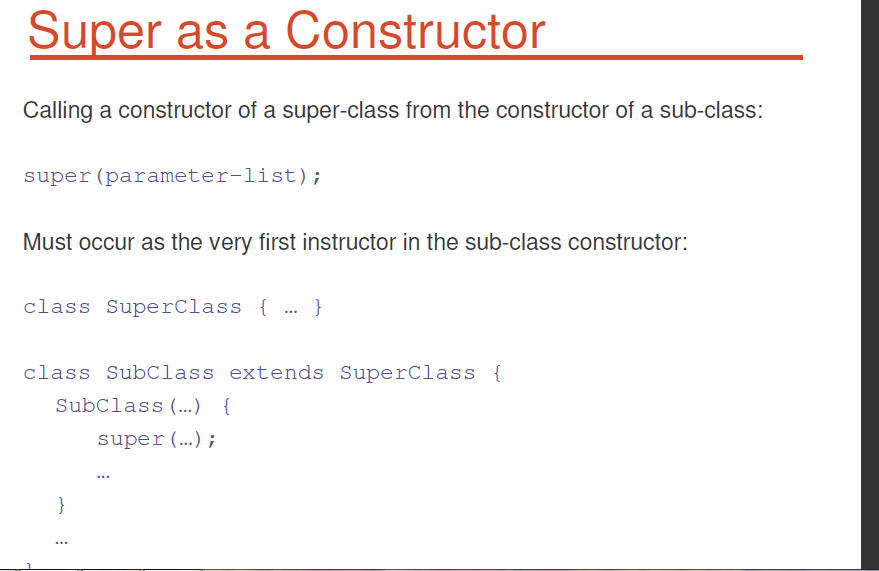 Super as a Constructor
Calling a constructor of a super-class from the constructor of a sub-class:
super(parameter-list);
Must occur as the very first instructor in the sub-class constructor:
class SuperClass { … }
class SubClass extends SuperClass {
SubClass(…) {
super(…);
…
}
…